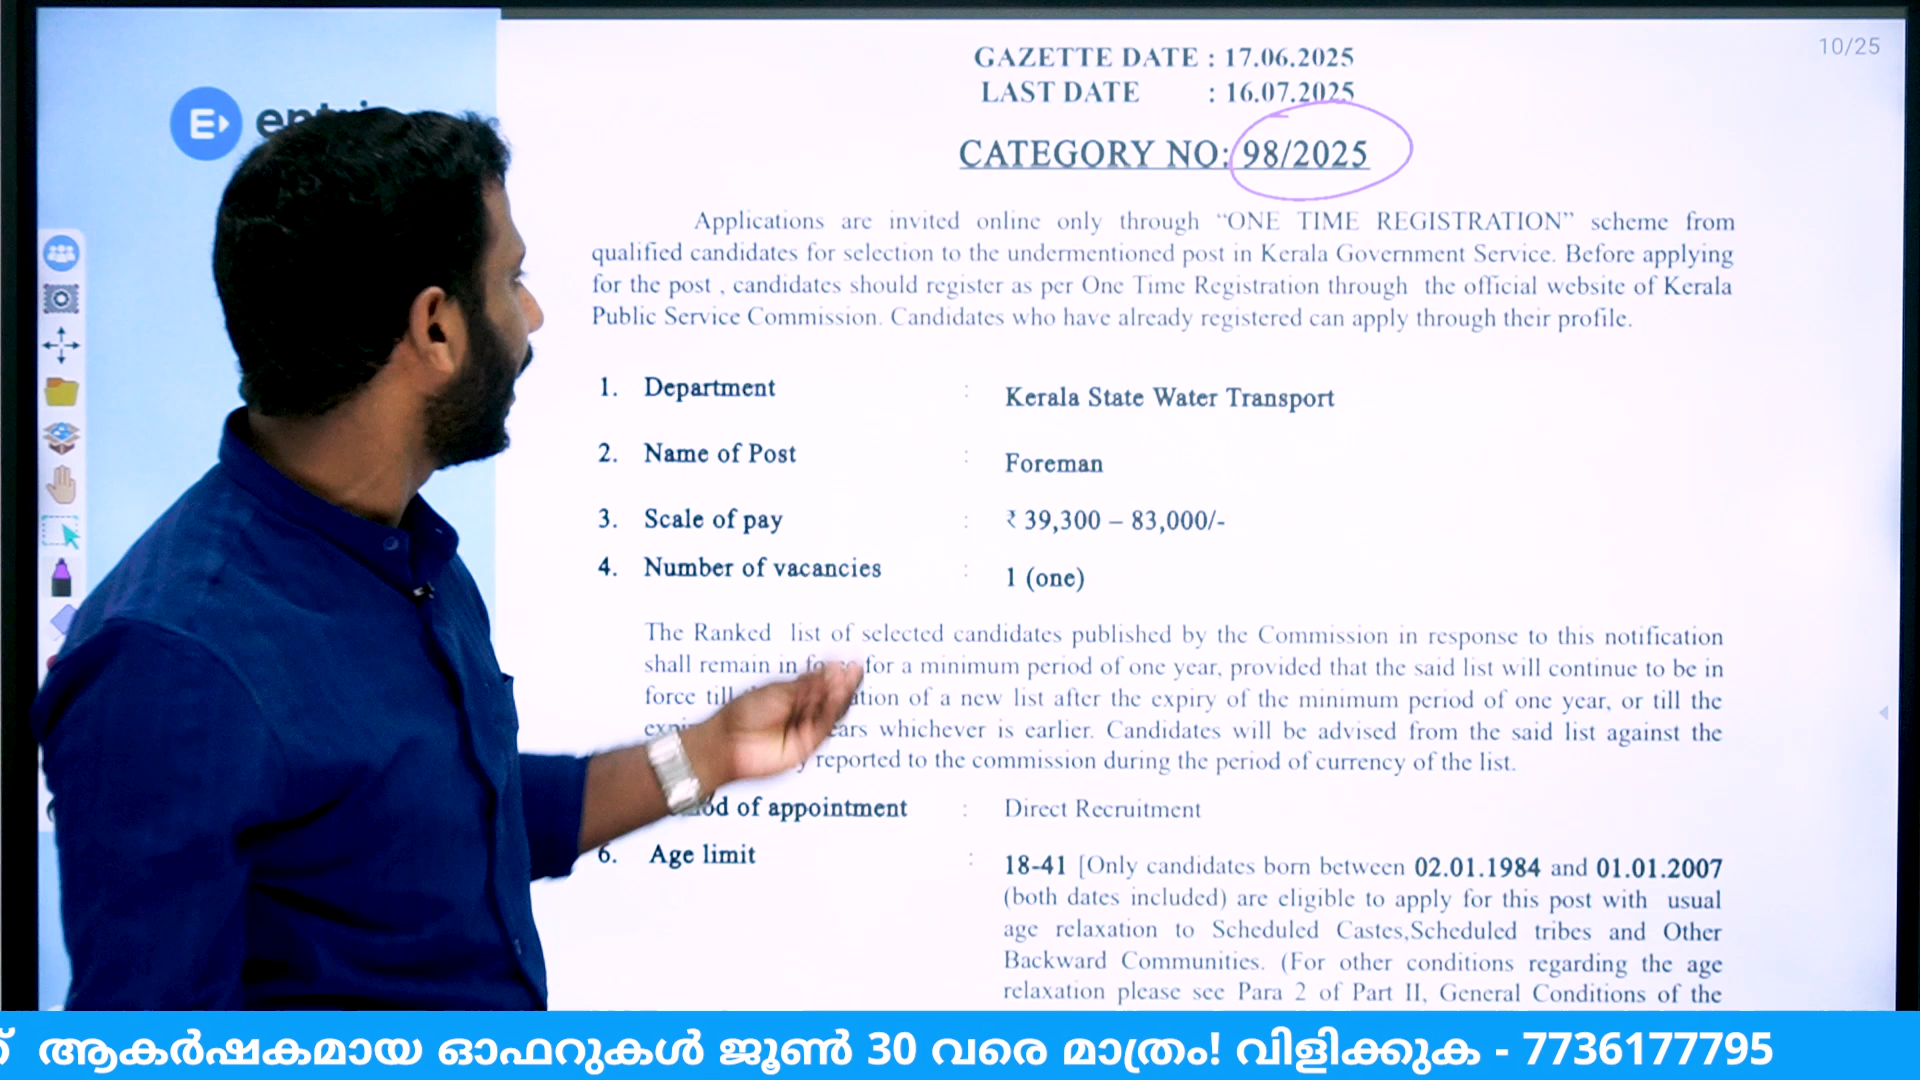 10/25
GAZETTE DATE : 17.06.2025
LAST DATE : 16.07.2025
CATEGORY NO: 98/2025
Applications are invited online only through “ONE TIME REGISTRATION” scheme from
qualified candidates for selection to the undermentioned post in Kerala Government Service. Before applying
for the post , candidates should register as per One Time Registration through the official website of Kerala
Public Service Commission. Candidates who have already registered can apply through their profile.
1. Department : Kerala State Water Transport
2. Name of Post : Foreman
3. Scale of pay : ₹ 39,300 – 83,000/-
4. Number of vacancies : 1 (one)
The Ranked list of selected candidates published by the Commission in response to this notification
shall remain in for a minimum period of one year, provided that the said list will continue to be in
force till of a new list after the expiry of the minimum period of one year, or till the
whichever is earlier. Candidates will be advised from the said list against the
reported to the commission during the period of currency of the list.
of appointment : Direct Recruitment
6. Age limit : 18-41 [Only candidates born between 02.01.1984 and 01.01.2007
(both dates included) are eligible to apply for this post with usual
age relaxation to Scheduled Castes,Scheduled tribes and Other
Backward Communities. (For other conditions regarding the age
relaxation please see Para 2 of Part II, General Conditions of the
ആകർഷകമായ ഓഫറുകൾ ജൂൺ 30 വരെ മാത്രം! വിളിക്കുക - 7736177795